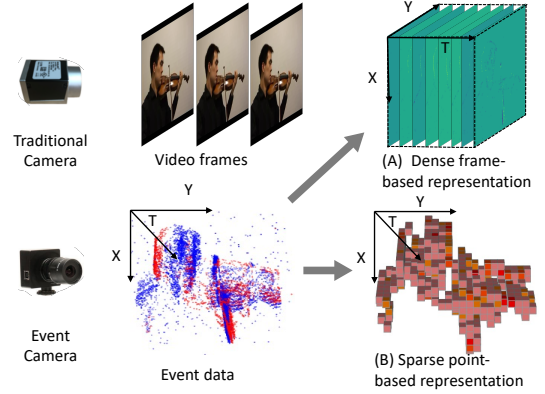 Traditional
Camera
Video frames
Y
T
X
(A) Dense frame-
based representation
Event
Camera
Y
T
X
Event data
Y
T
X
(B) Sparse point-
based representation